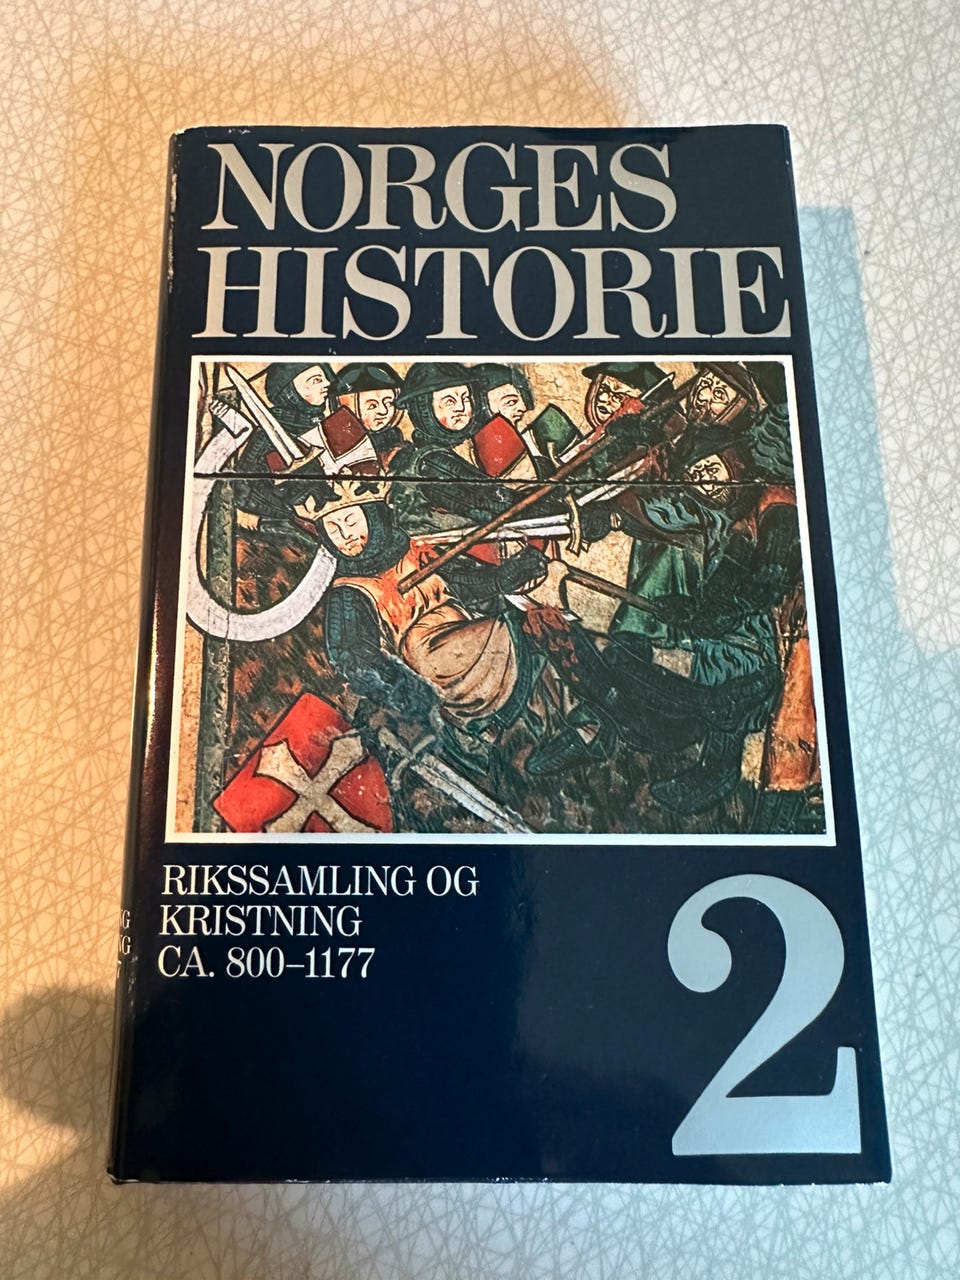 NORGES
HISTORIE
RIKSSAMLING OG
KRISTNING
CA. 800–1177
2